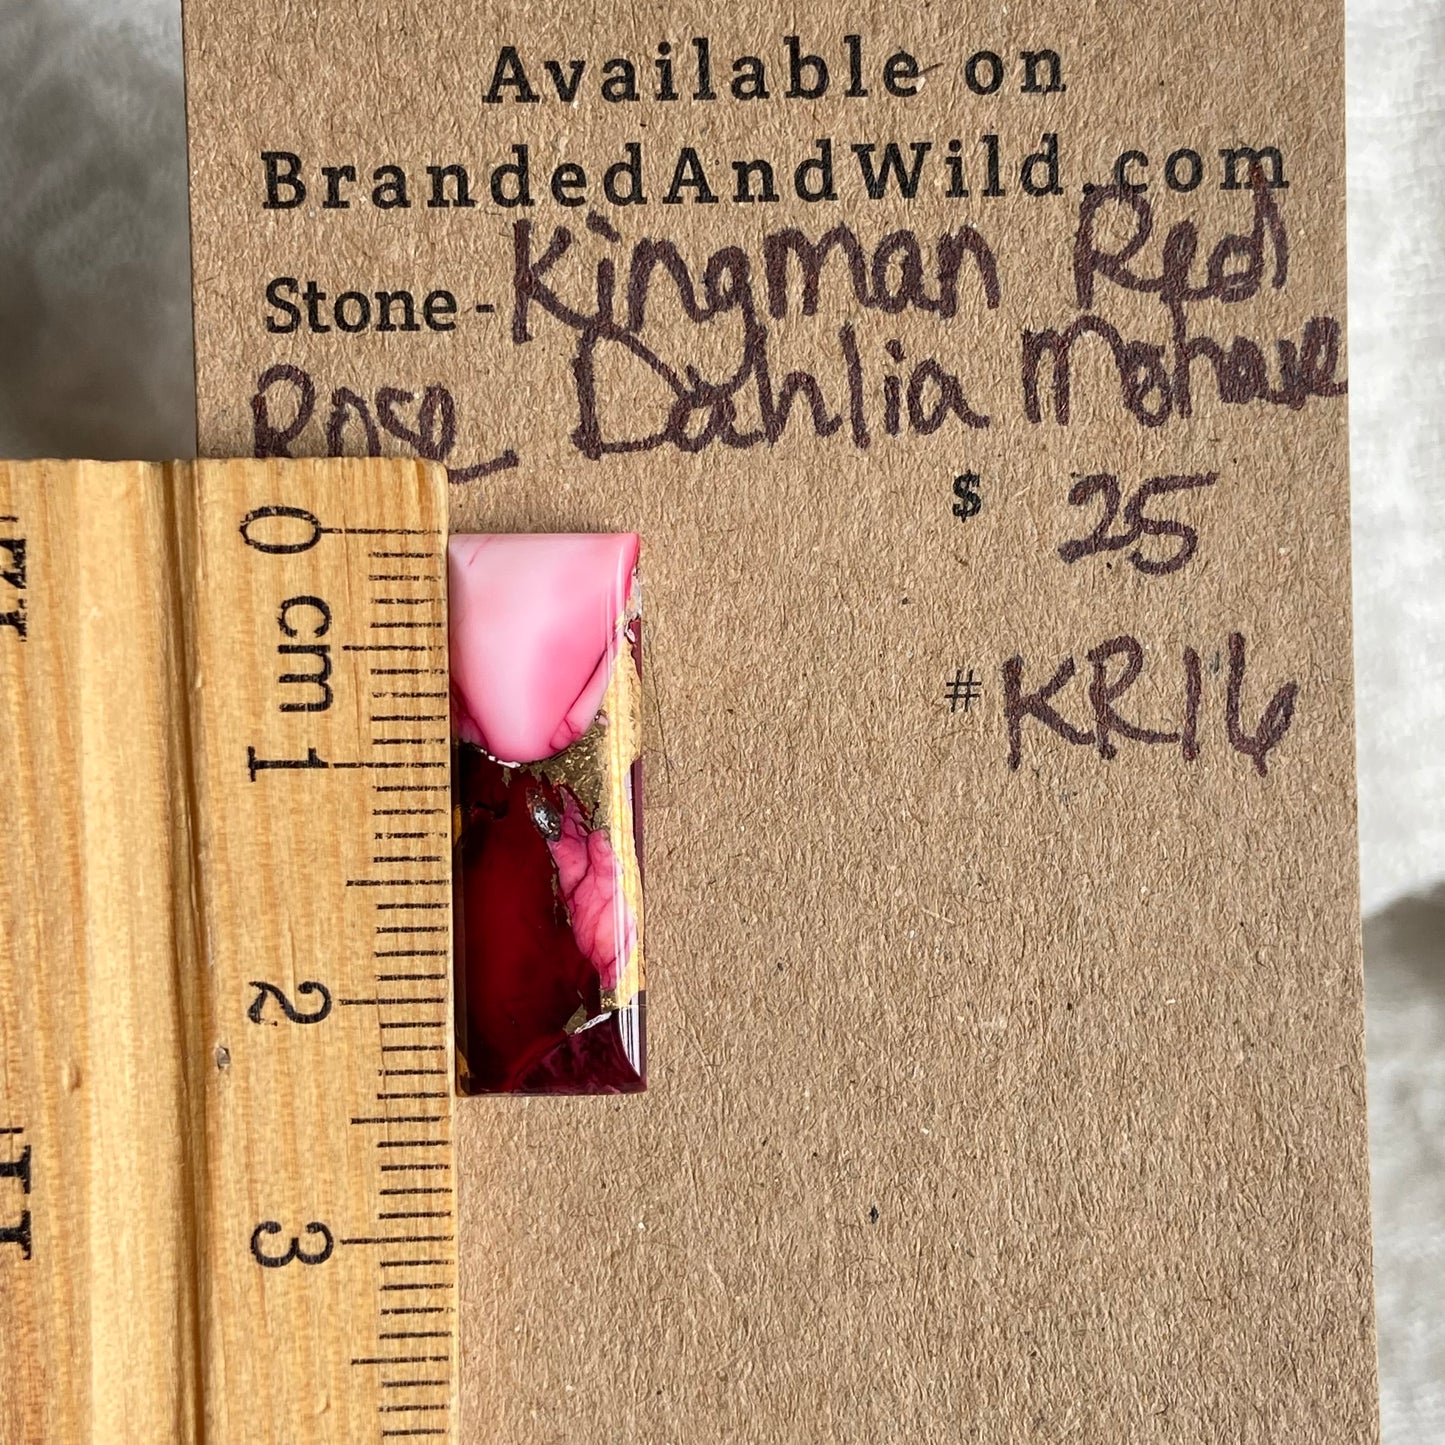 Available on
BrandedAndWild.com
Stone - Kingman Red
Rose Dahlia Mohave
$ 25
# KR16
0 cm 1 2 3